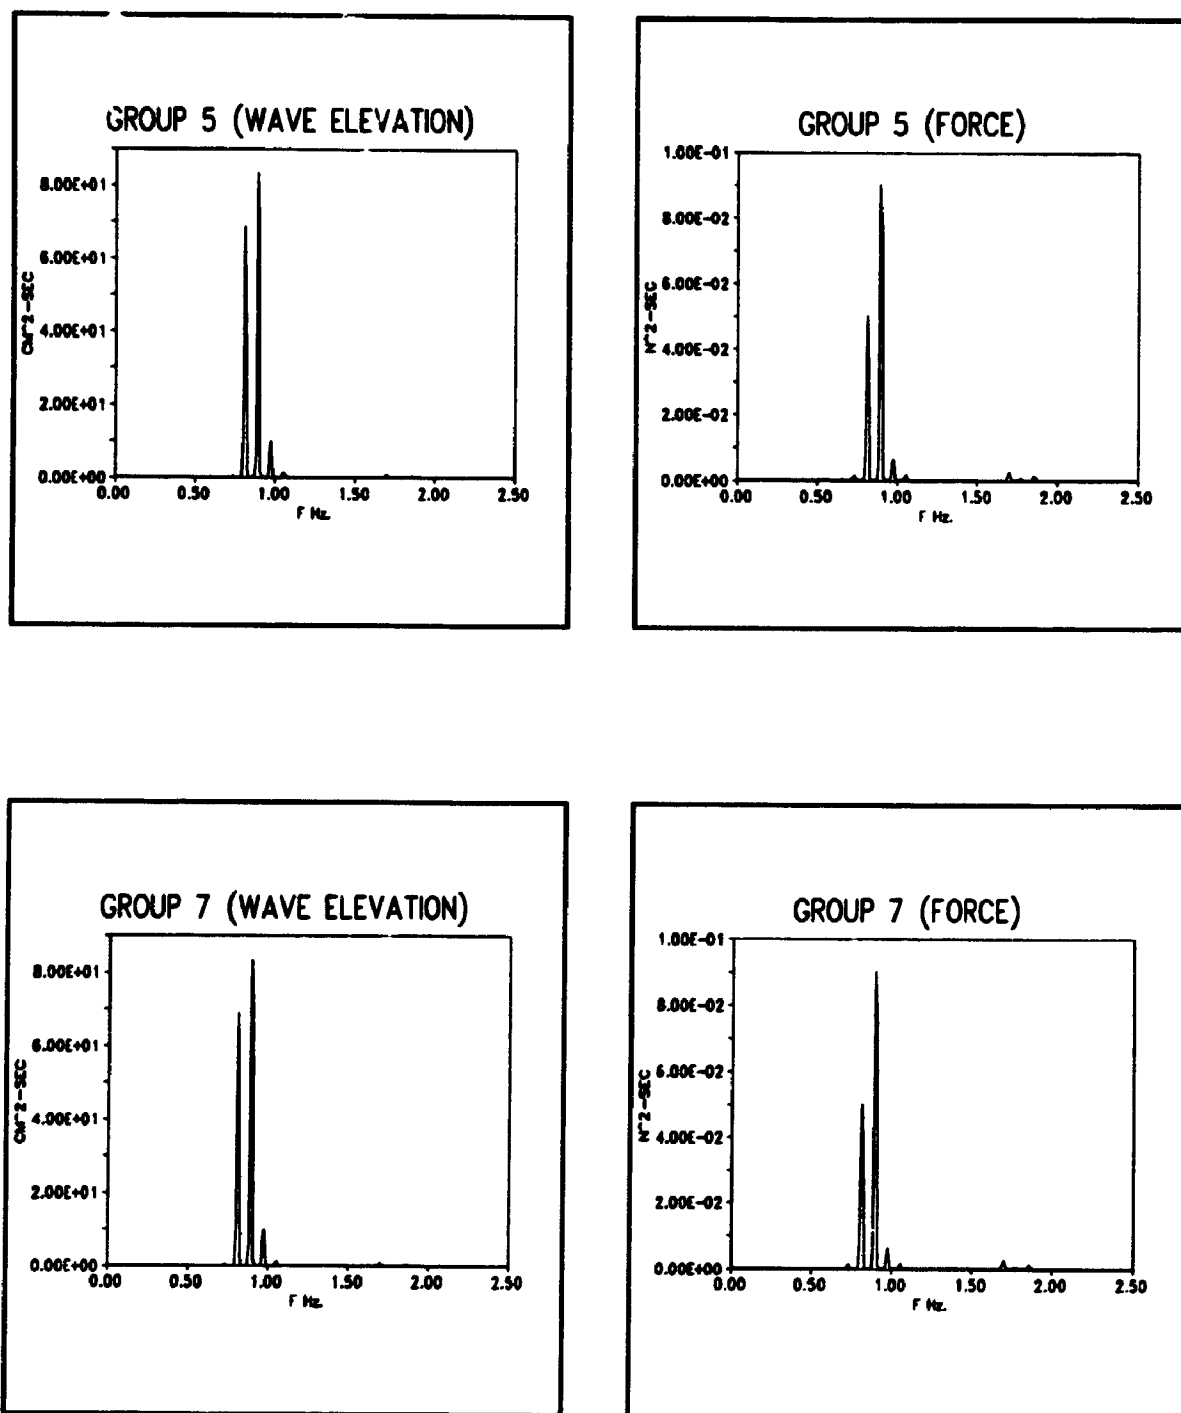 GROUP 5 (WAVE ELEVATION)
8.00E+01
6.00E+01
4.00E+01
2.00E+01
0.00E+00
CM^2-SEC
0.00 0.50 1.00 1.50 2.00 2.50
F Hz.
GROUP 5 (FORCE)
1.00E-01
8.00E-02
6.00E-02
4.00E-02
2.00E-02
0.00E+00
N^2-SEC
0.00 0.50 1.00 1.50 2.00 2.50
F Hz.
GROUP 7 (WAVE ELEVATION)
8.00E+01
6.00E+01
4.00E+01
2.00E+01
0.00E+00
CM^2-SEC
0.00 0.50 1.00 1.50 2.00 2.50
F Hz.
GROUP 7 (FORCE)
1.00E-01
8.00E-02
6.00E-02
4.00E-02
2.00E-02
0.00E+00
N^2-SEC
0.00 0.50 1.00 1.50 2.00 2.50
F Hz.